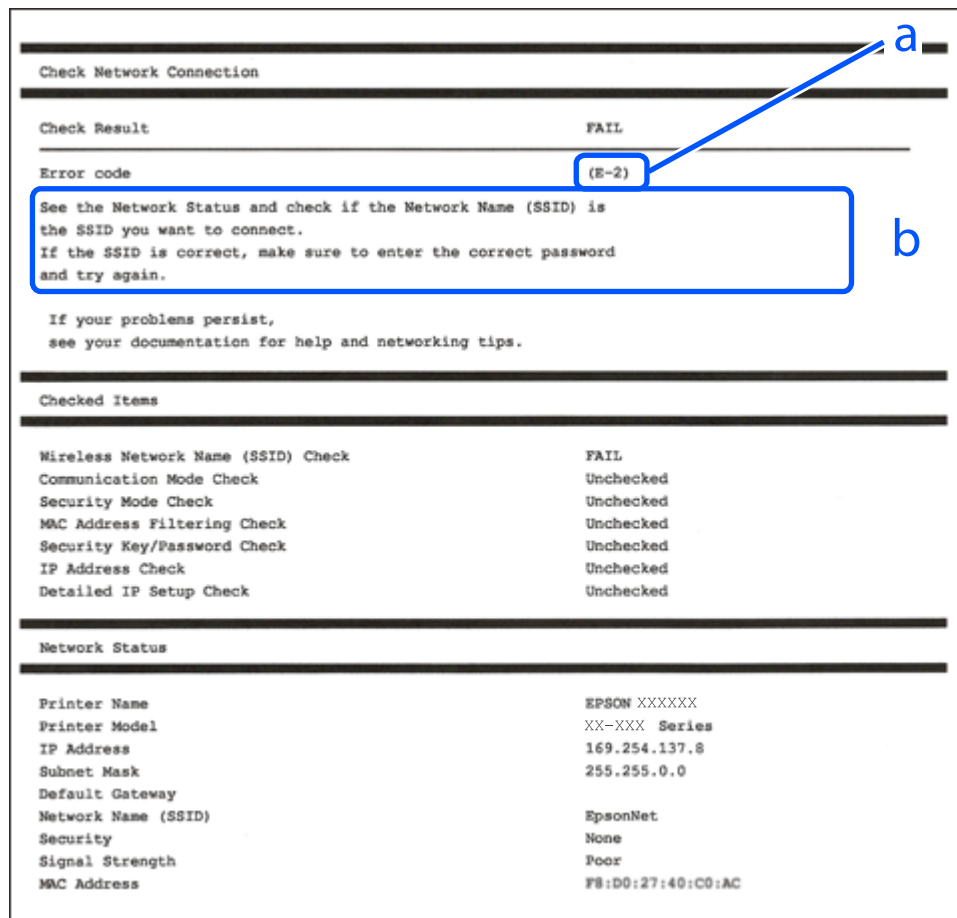 a
Check Network Connection
Check Result FAIL
Error code (E-2)
See the Network Status and check if the Network Name (SSID) is
the SSID you want to connect.
If the SSID is correct, make sure to enter the correct password
and try again.
b
If your problems persist,
see your documentation for help and networking tips.
Checked Items
Wireless Network Name (SSID) Check FAIL
Communication Mode Check Unchecked
Security Mode Check Unchecked
MAC Address Filtering Check Unchecked
Security Key/Password Check Unchecked
IP Address Check Unchecked
Detailed IP Setup Check Unchecked
Network Status
Printer Name EPSON XXXXXX
Printer Model XX-XXX Series
IP Address 169.254.137.8
Subnet Mask 255.255.0.0
Default Gateway
Network Name (SSID) EpsonNet
Security None
Signal Strength Poor
MAC Address F8:D0:27:40:C0:AC